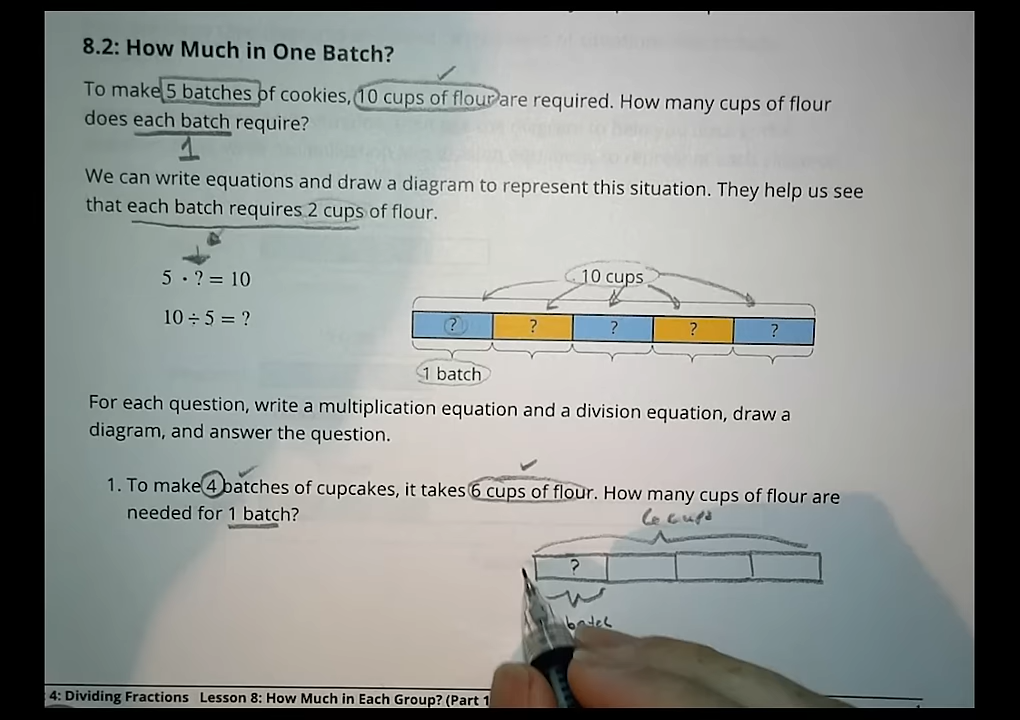 8.2: How Much in One Batch?
To make 5 batches of cookies, 10 cups of flour are required. How many cups of flour
does each batch require?
1
We can write equations and draw a diagram to represent this situation. They help us see
that each batch requires 2 cups of flour.
5 · ? = 10
10 ÷ 5 = ?
10 cups
? ? ? ? ?
1 batch
For each question, write a multiplication equation and a division equation, draw a
diagram, and answer the question.
1. To make 4 batches of cupcakes, it takes 6 cups of flour. How many cups of flour are
needed for 1 batch?
6 cups
?
batch
4: Dividing Fractions Lesson 8: How Much in Each Group? (Part 1